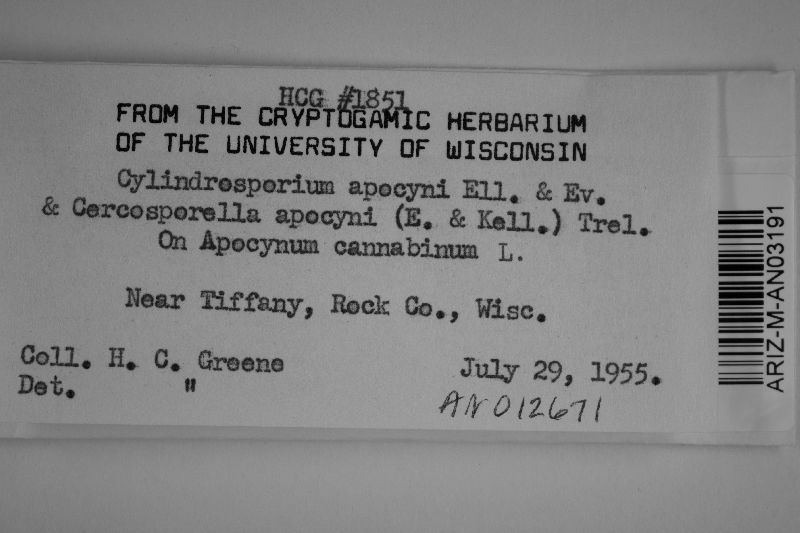 HCG #1851
FROM THE CRYPTOGAMIC HERBARIUM
OF THE UNIVERSITY OF WISCONSIN
Cylindrosporium apocyni Ell. & Ev.
& Cercosporella apocyni (E. & Kell.) Trel.
On Apocynum cannabinum L.
Near Tiffany, Rock Co., Wisc.
Coll. H. C. Greene July 29, 1955.
Det. "
AN012671
ARIZ-M-AN03191